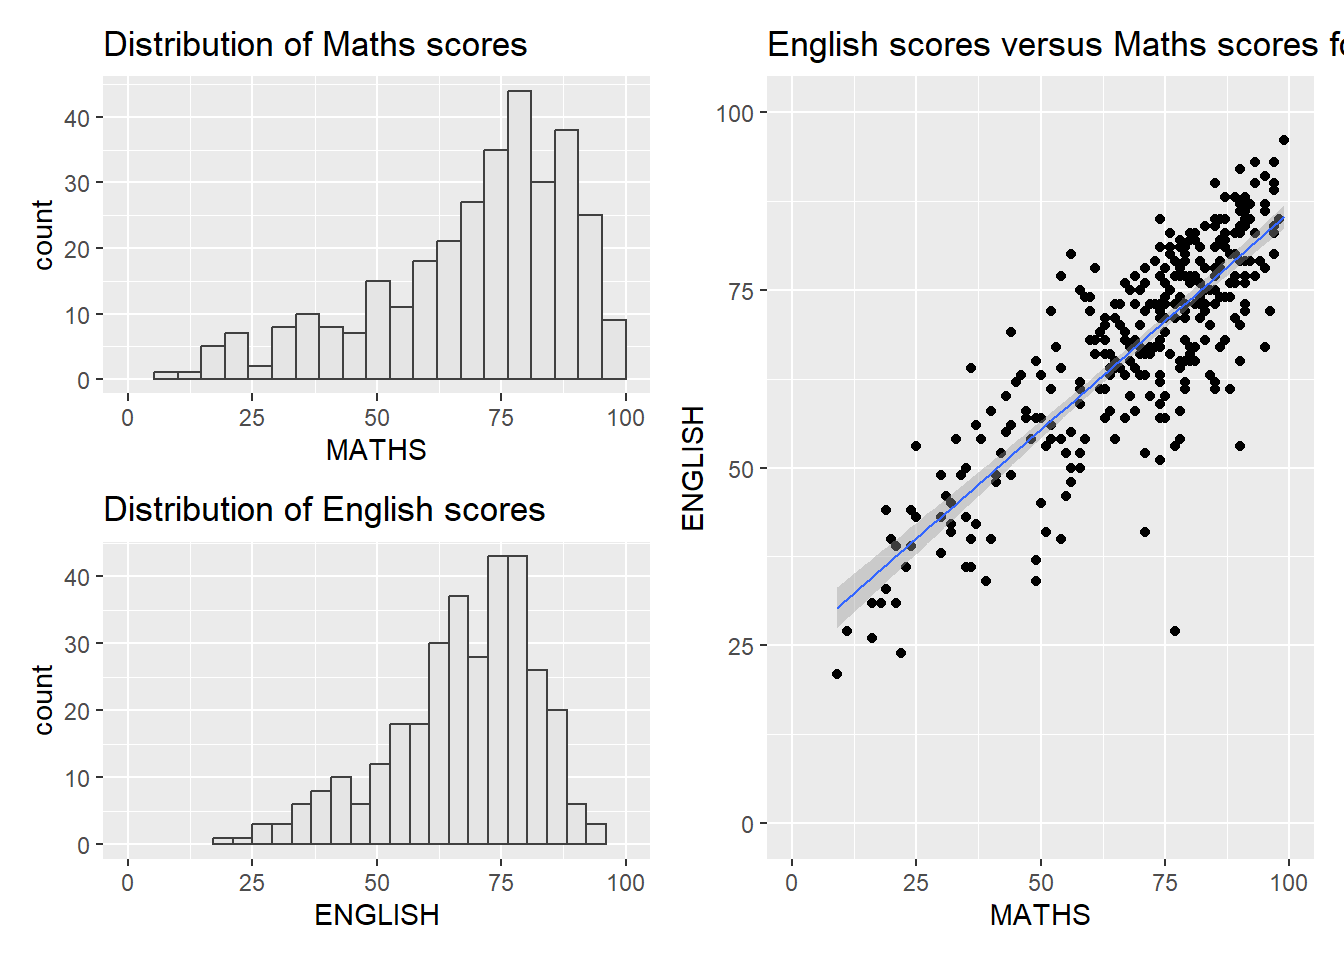 Distribution of Maths scores
count
40
30
20
10
0
0 25 50 75 100
MATHS
Distribution of English scores
count
40
30
20
10
0
0 25 50 75 100
ENGLISH
English scores versus Maths scores
ENGLISH
100
75
50
25
0
0 25 50 75 100
MATHS